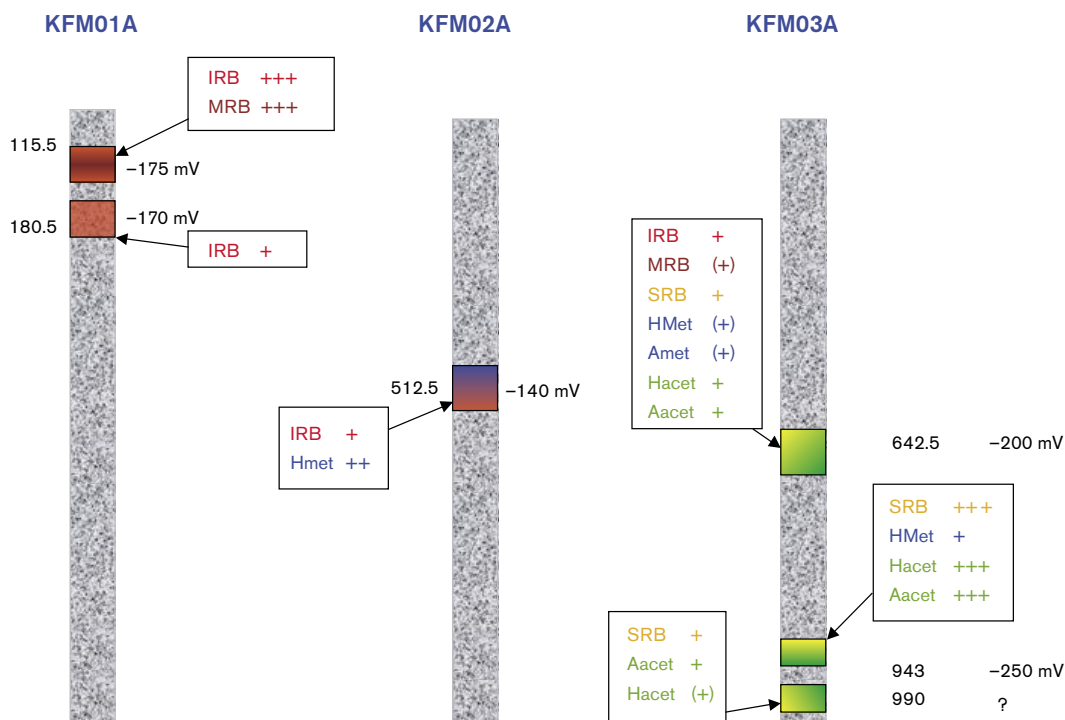 KFM01A
KFM02A
KFM03A
IRB +++
MRB +++
115.5
−175 mV
180.5
−170 mV
IRB +
512.5
−140 mV
IRB +
Hmet ++
IRB +
MRB (+)
SRB +
HMet (+)
Amet (+)
Hacet +
Aacet +
642.5 −200 mV
SRB +++
HMet +
Hacet +++
Aacet +++
SRB +
Aacet +
Hacet (+)
943 −250 mV
990 ?